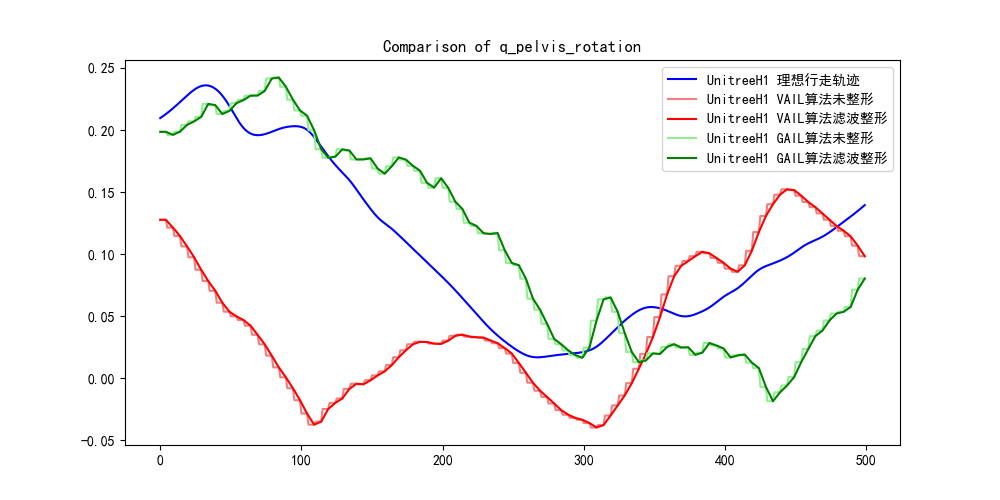 Comparison of q_pelvis_rotation
0.25
0.20
0.15
0.10
0.05
0.00
-0.05
UnitreeH1 理想行走轨迹
UnitreeH1 VAIL算法未整形
UnitreeH1 VAIL算法滤波整形
UnitreeH1 GAIL算法未整形
UnitreeH1 GAIL算法滤波整形
0 100 200 300 400 500